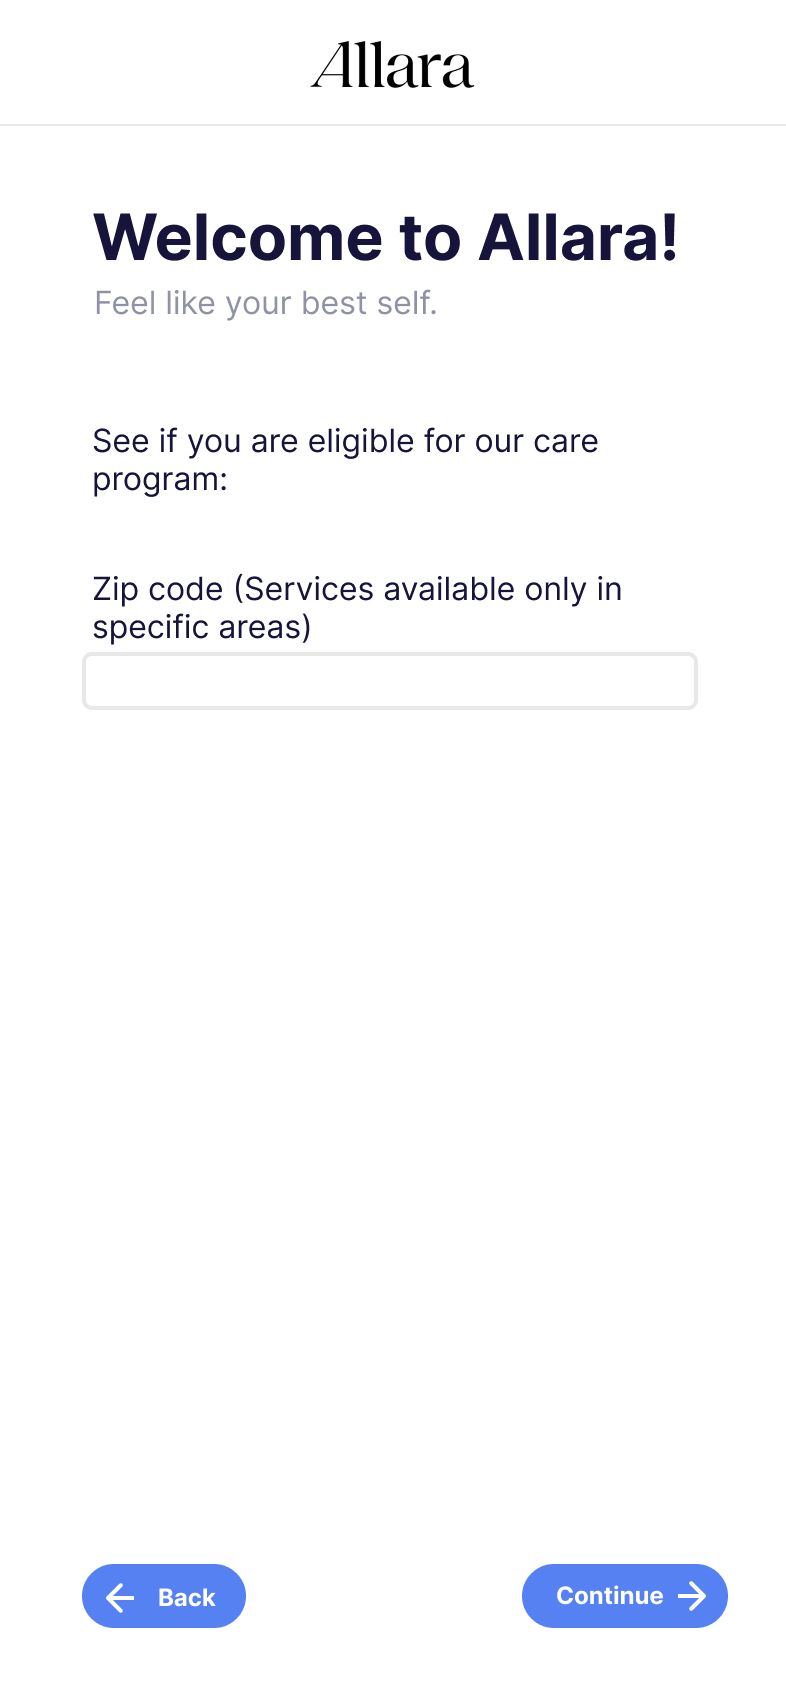 Allara
Welcome to Allara!
Feel like your best self.
See if you are eligible for our care
program:
Zip code (Services available only in
specific areas)
Back
Continue